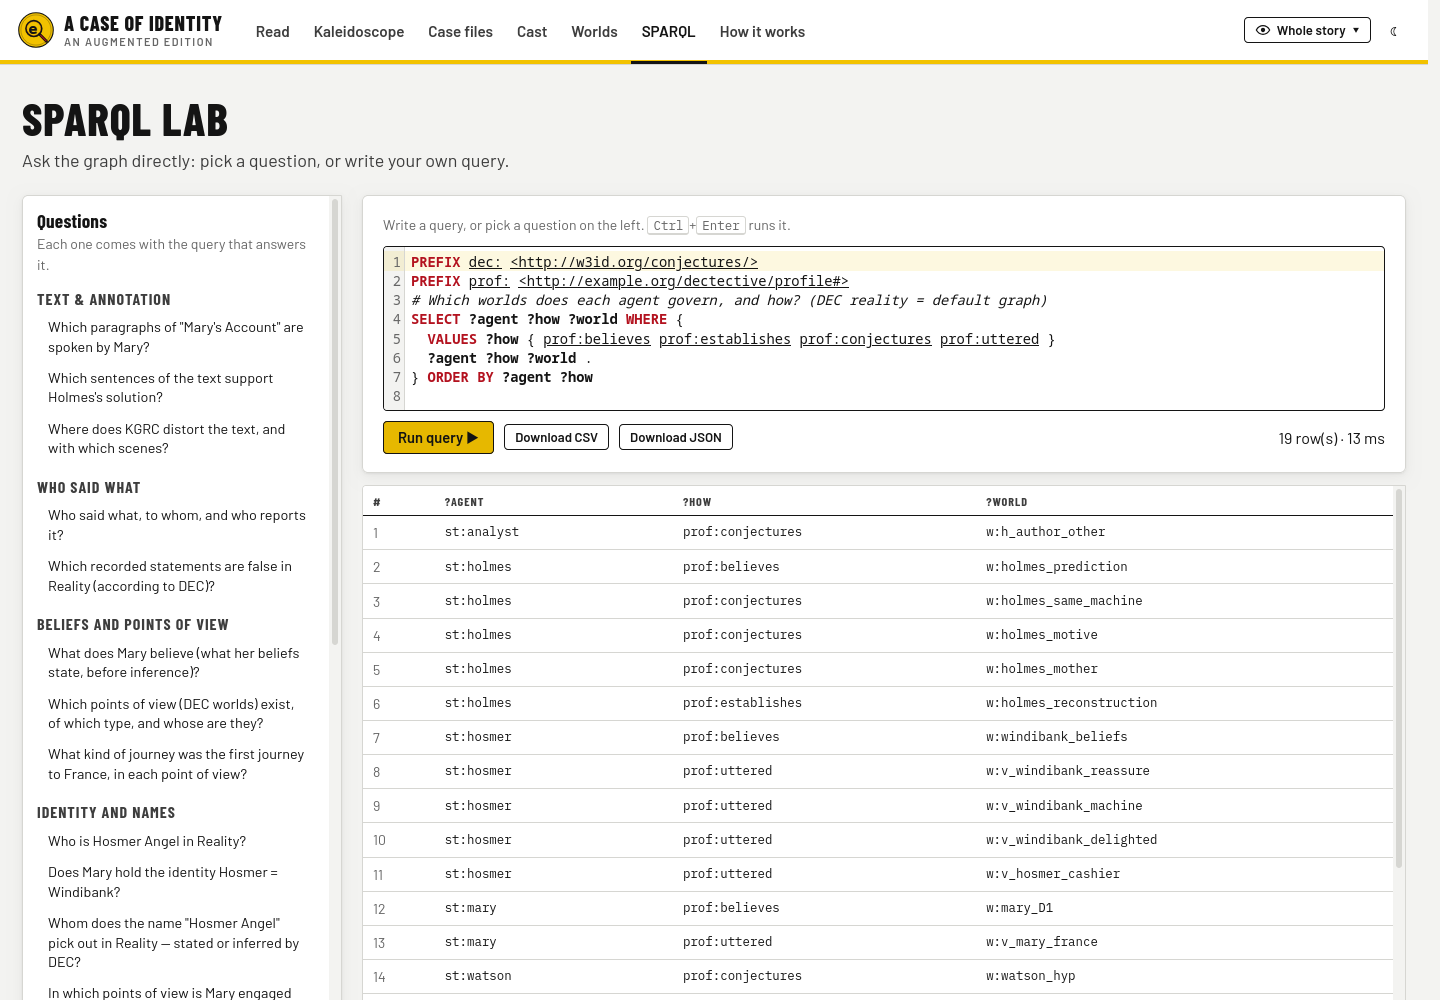 A CASE OF IDENTITY
AN AUGMENTED EDITION
Read
Kaleidoscope
Case files
Cast
Worlds
SPARQL
How it works
Whole story ▼
SPARQL LAB
Ask the graph directly: pick a question, or write your own query.
Questions
Each one comes with the query that answers
it.
TEXT & ANNOTATION
Which paragraphs of "Mary's Account" are
spoken by Mary?
Which sentences of the text support
Holmes's solution?
Where does KGRC distort the text, and
with which scenes?
WHO SAID WHAT
Who said what, to whom, and who reports
it?
Which recorded statements are false in
Reality (according to DEC)?
BELIEFS AND POINTS OF VIEW
What does Mary believe (what her beliefs
state, before inference)?
Which points of view (DEC worlds) exist,
of which type, and whose are they?
What kind of journey was the first journey
to France, in each point of view?
IDENTITY AND NAMES
Who is Hosmer Angel in Reality?
Does Mary hold the identity Hosmer =
Windibank?
Whom does the name "Hosmer Angel"
pick out in Reality — stated or inferred by
DEC?
In which points of view is Mary engaged
Write a query, or pick a question on the left. Ctrl+Enter runs it.
1 PREFIX dec: <http://w3id.org/conjectures/>
2 PREFIX prof: <http://example.org/dectective/profile#>
3 # Which worlds does each agent govern, and how? (DEC reality = default graph)
4 SELECT ?agent ?how ?world WHERE {
5 VALUES ?how { prof:believes prof:establishes prof:conjectures prof:uttered }
6 ?agent ?how ?world .
7 } ORDER BY ?agent ?how
8
Run query ▶
Download CSV
Download JSON
19 row(s) · 13 ms
# ?AGENT ?HOW ?WORLD
1 st:analyst prof:conjectures w:h_author_other
2 st:holmes prof:believes w:holmes_prediction
3 st:holmes prof:conjectures w:holmes_same_machine
4 st:holmes prof:conjectures w:holmes_motive
5 st:holmes prof:conjectures w:holmes_mother
6 st:holmes prof:establishes w:holmes_reconstruction
7 st:hosmer prof:believes w:windibank_beliefs
8 st:hosmer prof:uttered w:v_windibank_reassure
9 st:hosmer prof:uttered w:v_windibank_machine
10 st:hosmer prof:uttered w:v_windibank_delighted
11 st:hosmer prof:uttered w:v_hosmer_cashier
12 st:mary prof:believes w:mary_D1
13 st:mary prof:uttered w:v_mary_france
14 st:watson prof:conjectures w:watson_hyp